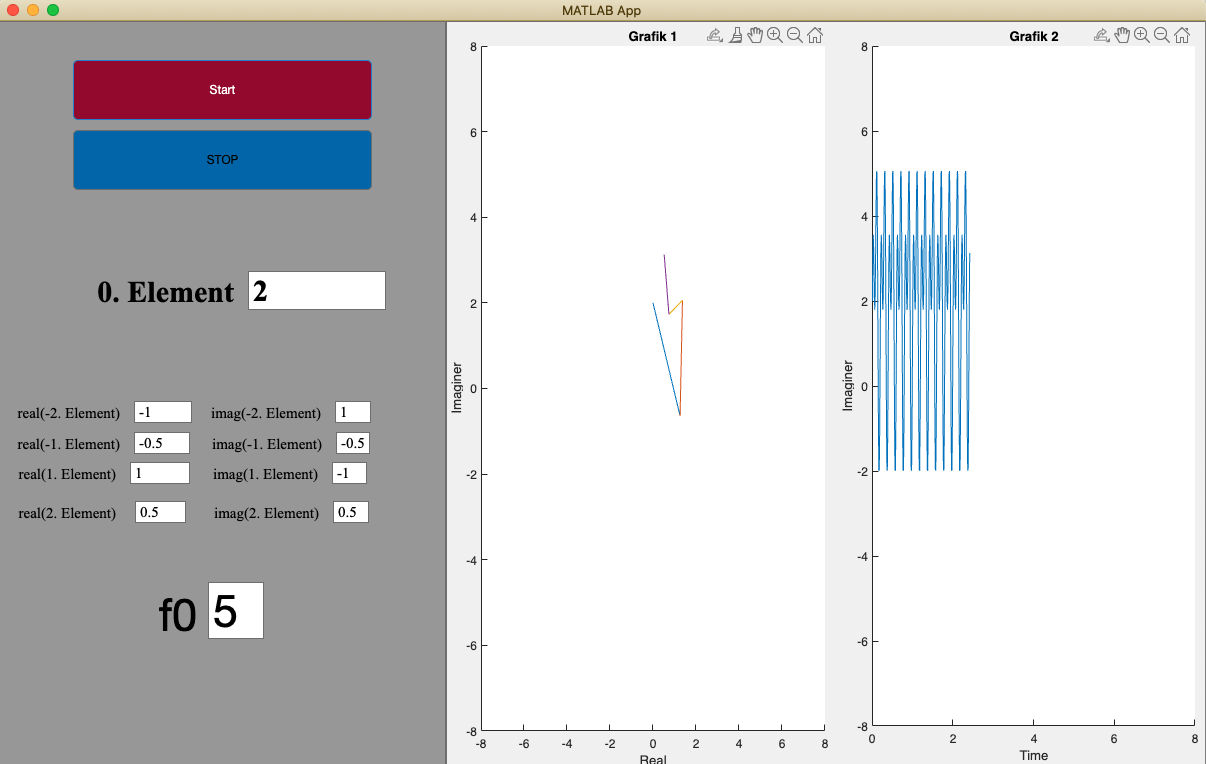 MATLAB App
Start
STOP
0. Element 2
real(-2. Element) -1 imag(-2. Element) 1
real(-1. Element) -0.5 imag(-1. Element) -0.5
real(1. Element) 1 imag(1. Element) -1
real(2. Element) 0.5 imag(2. Element) 0.5
f0 5
Grafik 1
8
6
4
2
0
-2
-4
-6
-8
Imaginer
-8 -6 -4 -2 0 2 4 6 8
Real
Grafik 2
8
6
4
2
0
-2
-4
-6
-8
Imaginer
0 2 4 6 8
Time